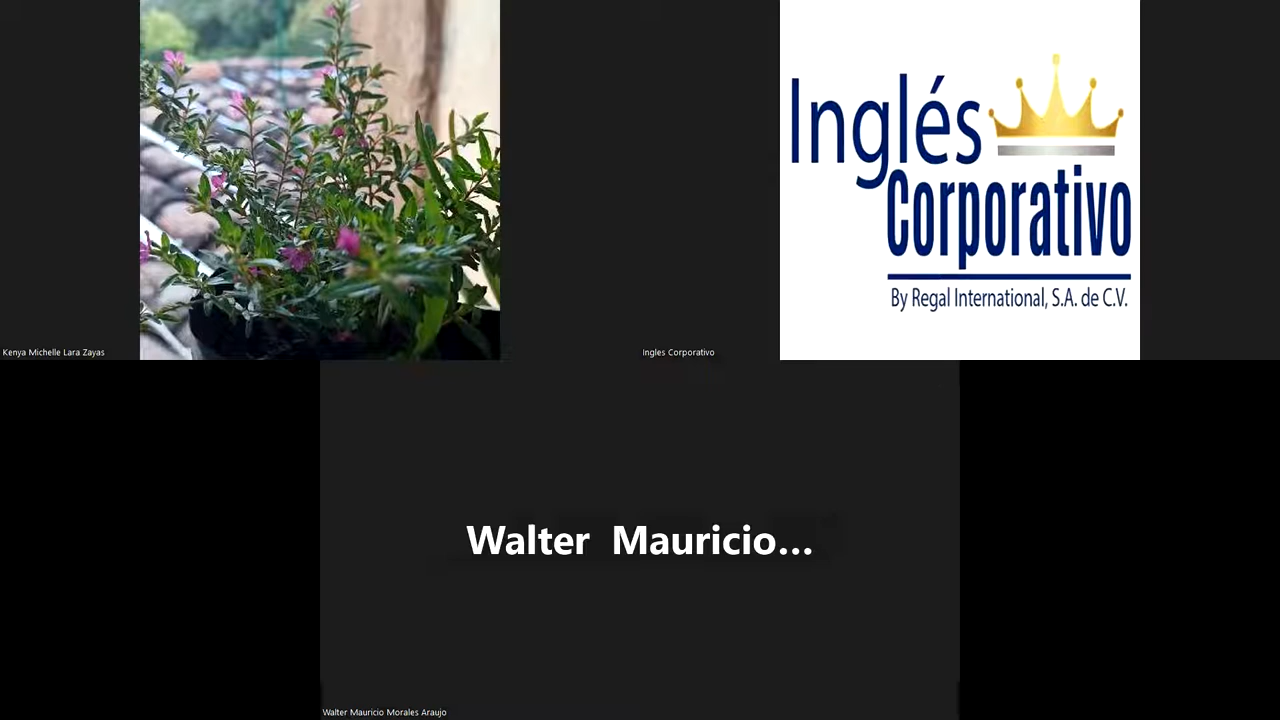 Inglés
Corporativo
By Regal International, S.A. de C.V.
Kenya Michelle Lara Zayas
Ingles Corporativo
Walter Mauricio...
Walter Mauricio Morales Araujo